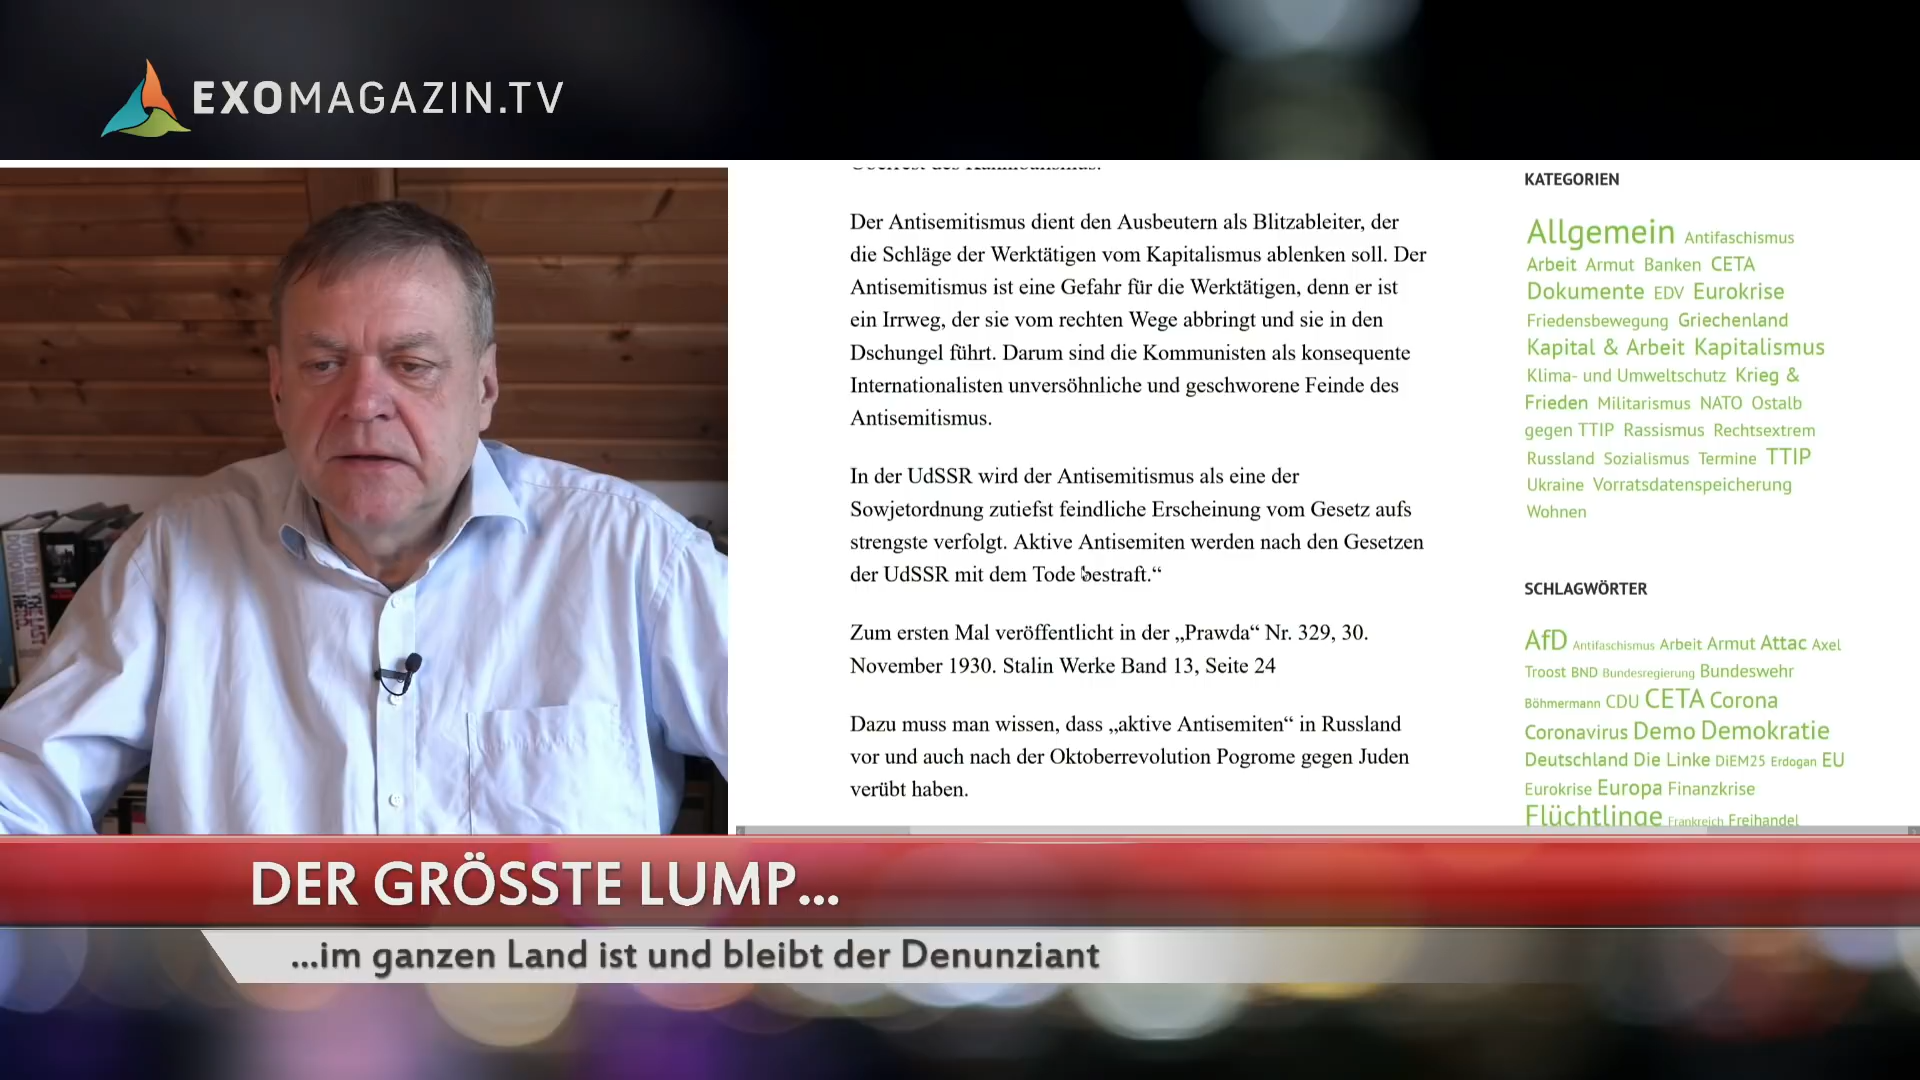 EXOMAGAZIN.TV
Überrest des Kannibalismus.
Der Antisemitismus dient den Ausbeutern als Blitzableiter, der
die Schläge der Werktätigen vom Kapitalismus ablenken soll. Der
Antisemitismus ist eine Gefahr für die Werktätigen, denn er ist
ein Irrweg, der sie vom rechten Wege abbringt und sie in den
Dschungel führt. Darum sind die Kommunisten als konsequente
Internationalisten unversöhnliche und geschworene Feinde des
Antisemitismus.
In der UdSSR wird der Antisemitismus als eine der
Sowjetordnung zutiefst feindliche Erscheinung vom Gesetz aufs
strengste verfolgt. Aktive Antisemiten werden nach den Gesetzen
der UdSSR mit dem Tode bestraft.“
Zum ersten Mal veröffentlicht in der „Prawda“ Nr. 329, 30.
November 1930. Stalin Werke Band 13, Seite 24
Dazu muss man wissen, dass „aktive Antisemiten“ in Russland
vor und auch nach der Oktoberrevolution Pogrome gegen Juden
verübt haben.
KATEGORIEN
Allgemein Antifaschismus
Arbeit Armut Banken CETA
Dokumente EDV Eurokrise
Friedensbewegung Griechenland
Kapital & Arbeit Kapitalismus
Klima- und Umweltschutz Krieg &
Frieden Militarismus NATO Ostalb
gegen TTIP Rassismus Rechtsextrem
Russland Sozialismus Termine TTIP
Ukraine Vorratsdatenspeicherung
Wohnen
SCHLAGWÖRTER
AfD Antifaschismus Arbeit Armut Attac Axel
Troost BND Bundesregierung Bundeswehr
Böhmermann CDU CETA Corona
Coronavirus Demo Demokratie
Deutschland Die Linke DiEM25 Erdogan EU
Eurokrise Europa Finanzkrise
Flüchtlinge Frankreich Freihandel
DER GRÖSSTE LUMP...
...im ganzen Land ist und bleibt der Denunziant